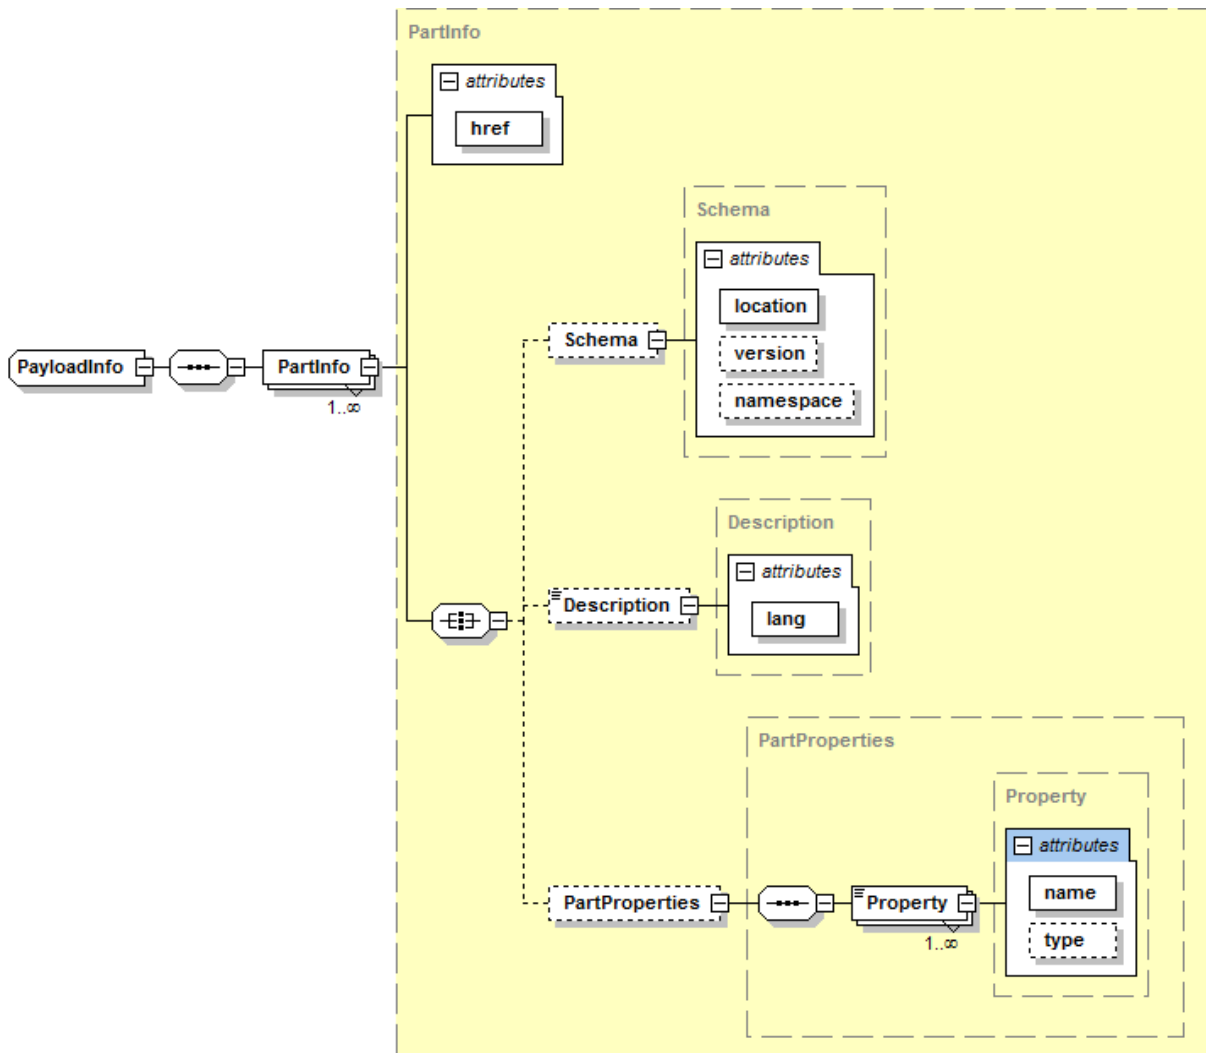 PartInfo
attributes
href
Schema
attributes
location
Schema
version
PayloadInfo
PartInfo
namespace
1..∞
Description
attributes
Description
lang
PartProperties
Property
attributes
name
PartProperties
Property
type
1..∞